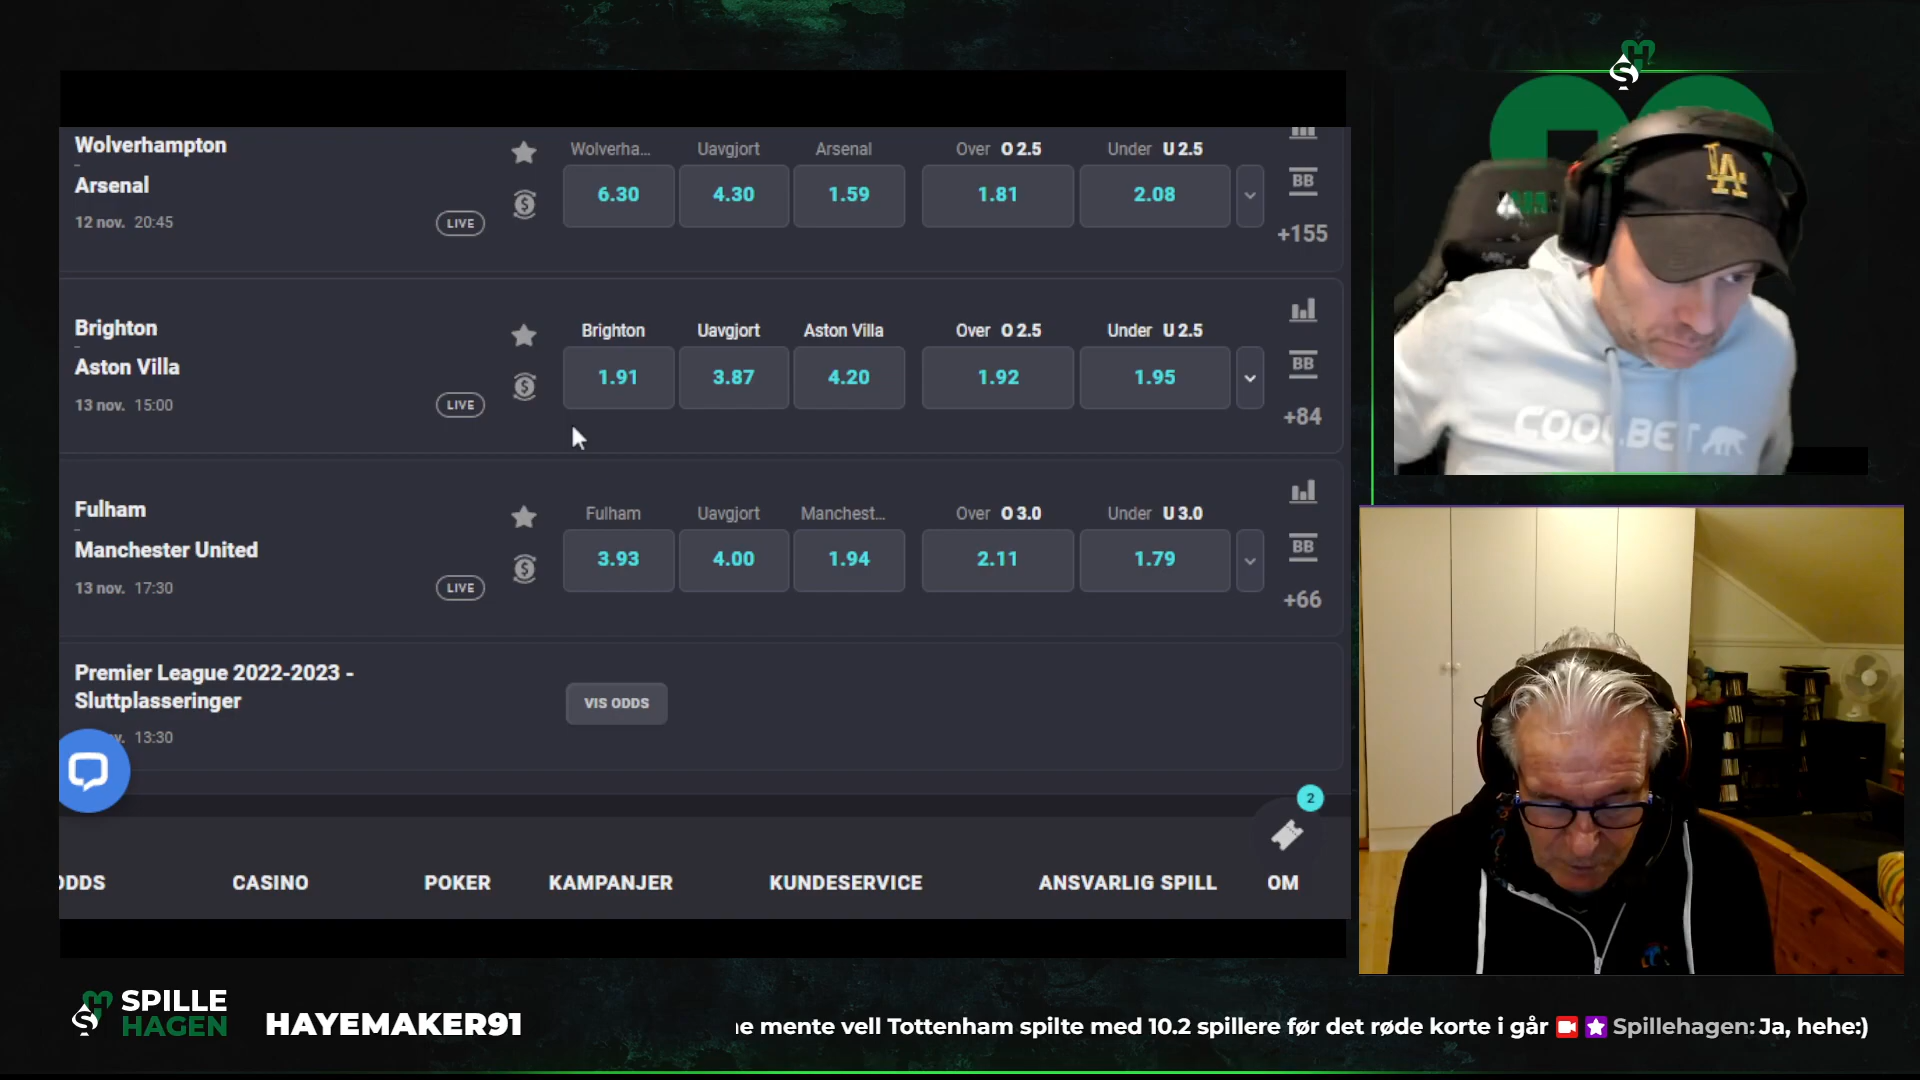 Wolverhampton
-
Arsenal
12 nov. 20:45
LIVE
Wolverha... Uavgjort Arsenal Over O 2.5 Under U 2.5
6.30 4.30 1.59 1.81 2.08
BB
+155
Brighton
-
Aston Villa
13 nov. 15:00
LIVE
Brighton Uavgjort Aston Villa Over O 2.5 Under U 2.5
1.91 3.87 4.20 1.92 1.95
BB
+84
Fulham
-
Manchester United
13 nov. 17:30
LIVE
Fulham Uavgjort Manchest... Over O 3.0 Under U 3.0
3.93 4.00 1.94 2.11 1.79
BB
+66
Premier League 2022-2023 -
Sluttplasseringer
13:30
VIS ODDS
2
ODDS CASINO POKER KAMPANJER KUNDESERVICE ANSVARLIG SPILL OM
LA
COOLBET
SPILLE
HAGEN
HAYEMAKER91
mente vell Tottenham spilte med 10.2 spillere før det røde korte i går Spillehagen: Ja, hehe:)